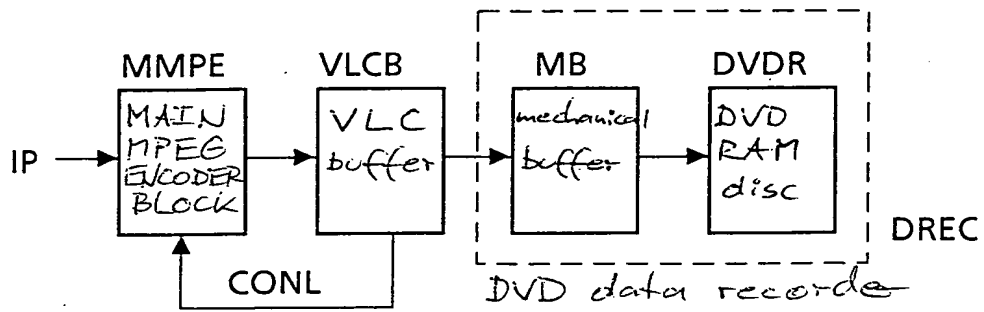 MMPE
VLCB
MB
DVDR
IP
MAIN
MPEG
ENCODER
BLOCK
VLC
buffer
mechanical
buffer
DVD
RAM
disc
DREC
CONL
DVD data recorde